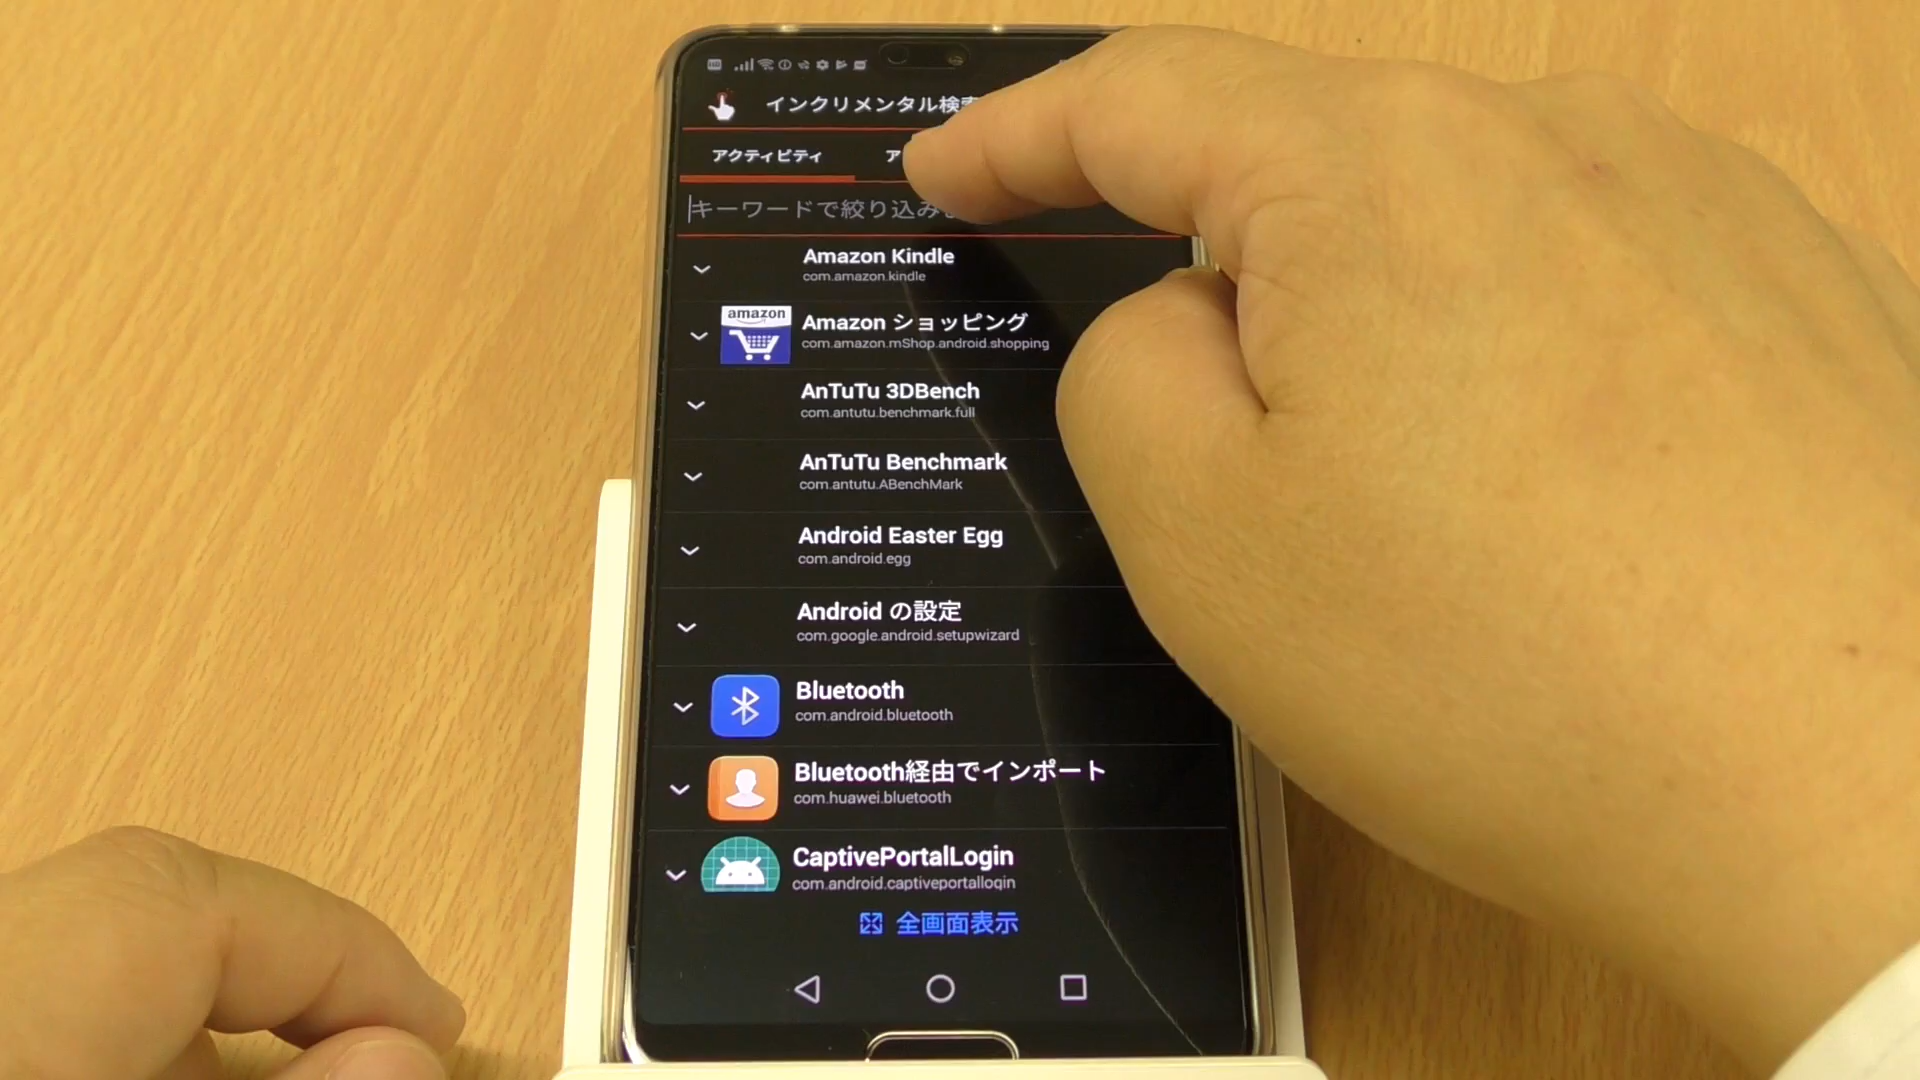 インクリメンタル検索
アクティビティ
キーワードで絞り込み
Amazon Kindle
com.amazon.kindle
amazon
Amazon ショッピング
com.amazon.mShop.android.shopping
AnTuTu 3DBench
com.antutu.benchmark.full
AnTuTu Benchmark
com.antutu.ABenchMark
Android Easter Egg
com.android.egg
Android の設定
com.google.android.setupwizard
Bluetooth
com.android.bluetooth
Bluetooth経由でインポート
com.huawei.bluetooth
CaptivePortalLogin
com.android.captiveportallogin
全画面表示